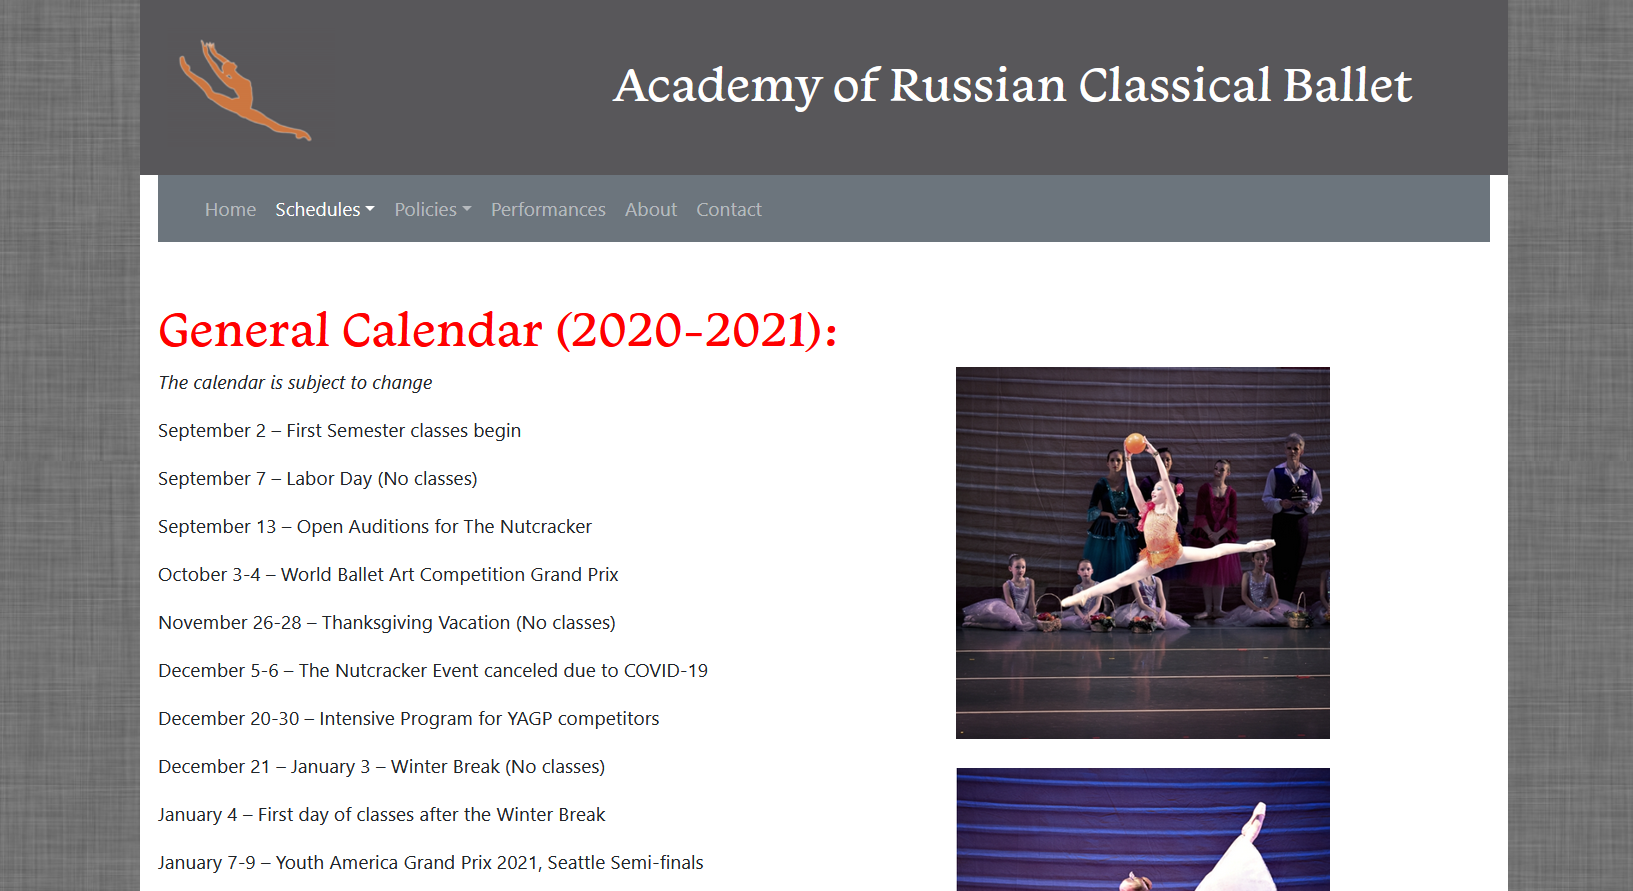 Academy of Russian Classical Ballet
Home Schedules Policies Performances About Contact
General Calendar (2020-2021):
The calendar is subject to change
September 2 – First Semester classes begin
September 7 – Labor Day (No classes)
September 13 – Open Auditions for The Nutcracker
October 3-4 – World Ballet Art Competition Grand Prix
November 26-28 – Thanksgiving Vacation (No classes)
December 5-6 – The Nutcracker Event canceled due to COVID-19
December 20-30 – Intensive Program for YAGP competitors
December 21 – January 3 – Winter Break (No classes)
January 4 – First day of classes after the Winter Break
January 7-9 – Youth America Grand Prix 2021, Seattle Semi-finals